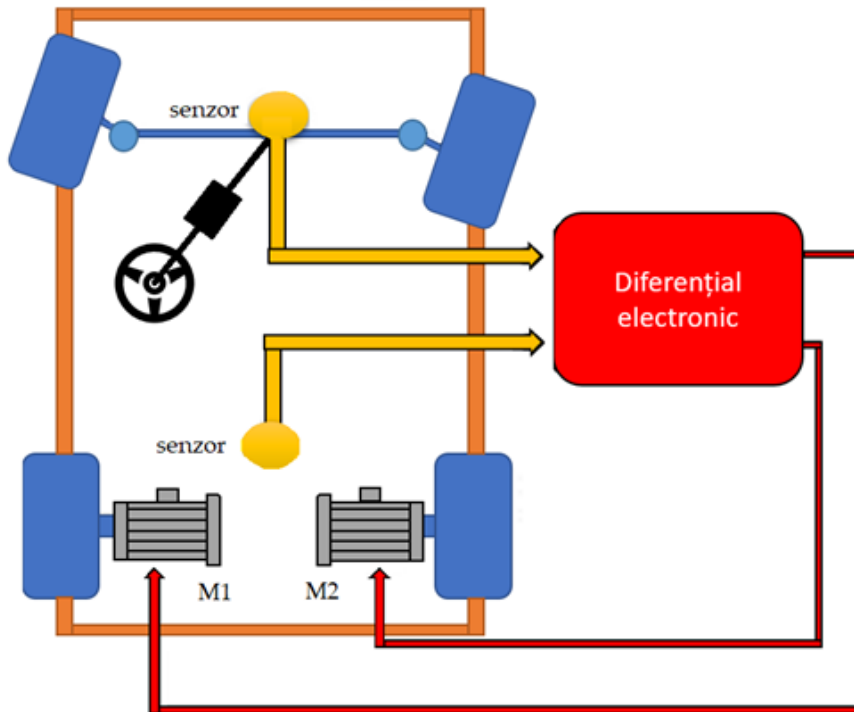 senzor
Diferențial
electronic
senzor
M1
M2